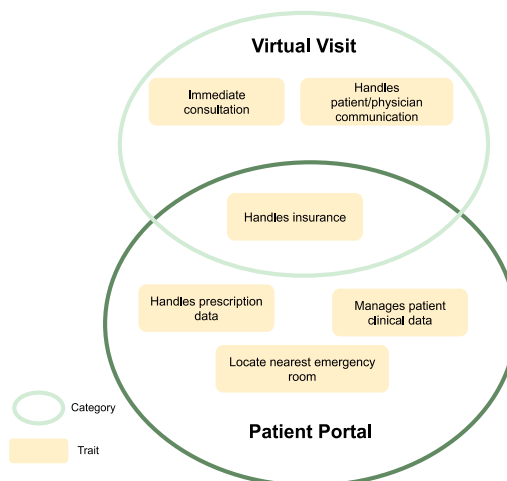 Virtual Visit
Immediate
consultation
Handles
patient/physician
communication
Handles insurance
Handles prescription
data
Manages patient
clinical data
Locate nearest emergency
room
Category
Trait
Patient Portal